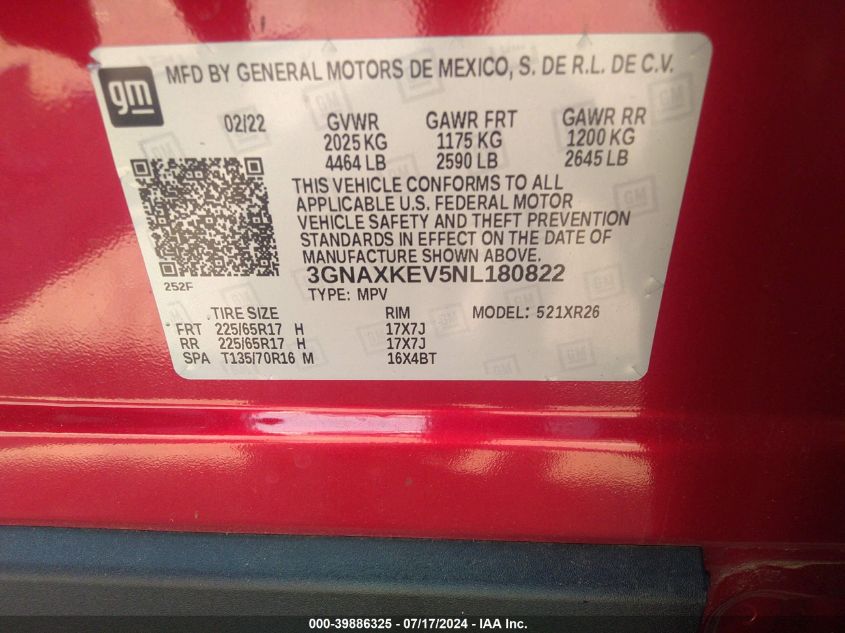 gm
MFD BY GENERAL MOTORS DE MEXICO, S. DE R.L. DE C.V.
02/22 GVWR GAWR FRT GAWR RR
2025 KG 1175 KG 1200 KG
4464 LB 2590 LB 2645 LB
THIS VEHICLE CONFORMS TO ALL
APPLICABLE U.S. FEDERAL MOTOR
VEHICLE SAFETY AND THEFT PREVENTION
STANDARDS IN EFFECT ON THE DATE OF
MANUFACTURE SHOWN ABOVE.
252F
3GNAXKEV5NL180822
TYPE: MPV
TIRE SIZE RIM MODEL: 521XR26
FRT 225/65R17 H 17X7J
RR 225/65R17 H 17X7J
SPA T135/70R16 M 16X4BT
000-39886325 - 07/17/2024 - IAA Inc.